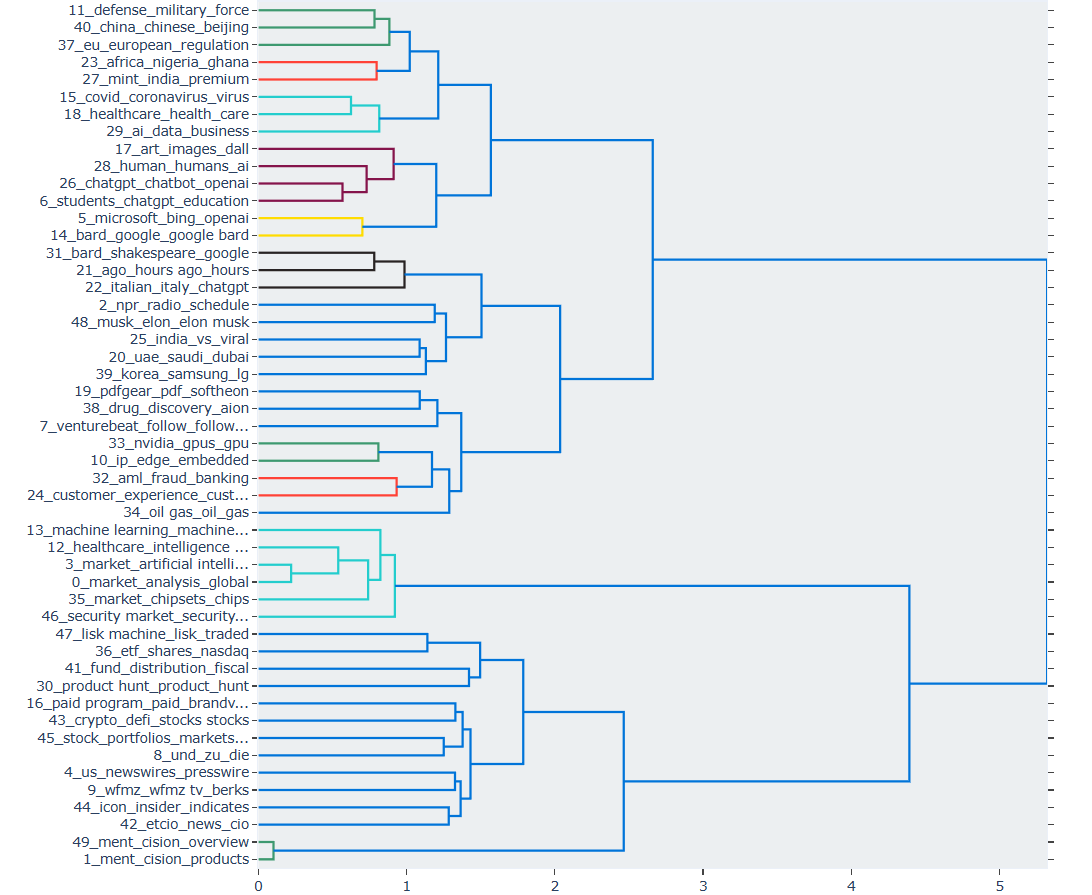 11_defense_military_force
40_china_chinese_beijing
37_eu_european_regulation
23_africa_nigeria_ghana
27_mint_india_premium
15_covid_coronavirus_virus
18_healthcare_health_care
29_ai_data_business
17_art_images_dall
28_human_humans_ai
26_chatgpt_chatbot_openai
6_students_chatgpt_education
5_microsoft_bing_openai
14_bard_google_google bard
31_bard_shakespeare_google
21_ago_hours ago_hours
22_italian_italy_chatgpt
2_npr_radio_schedule
48_musk_elon_elon musk
25_india_vs_viral
20_uae_saudi_dubai
39_korea_samsung_lg
19_pdfgear_pdf_softheon
38_drug_discovery_aion
7_venturebeat_follow_follow...
33_nvidia_gpus_gpu
10_ip_edge_embedded
32_aml_fraud_banking
24_customer_experience_cust...
34_oil gas_oil_gas
13_machine learning_machine...
12_healthcare_intelligence ...
3_market_artificial intelli...
0_market_analysis_global
35_market_chipsets_chips
46_security market_security...
47_lisk machine_lisk_traded
36_etf_shares_nasdaq
41_fund_distribution_fiscal
30_product hunt_product_hunt
16_paid program_paid_brandv...
43_crypto_defi_stocks stocks
45_stock_portfolios_markets...
8_und_zu_die
4_us_newswires_presswire
9_wfmz_wfmz tv_berks
44_icon_insider_indicates
42_etcio_news_cio
49_ment_cision_overview
1_ment_cision_products
0 1 2 3 4 5